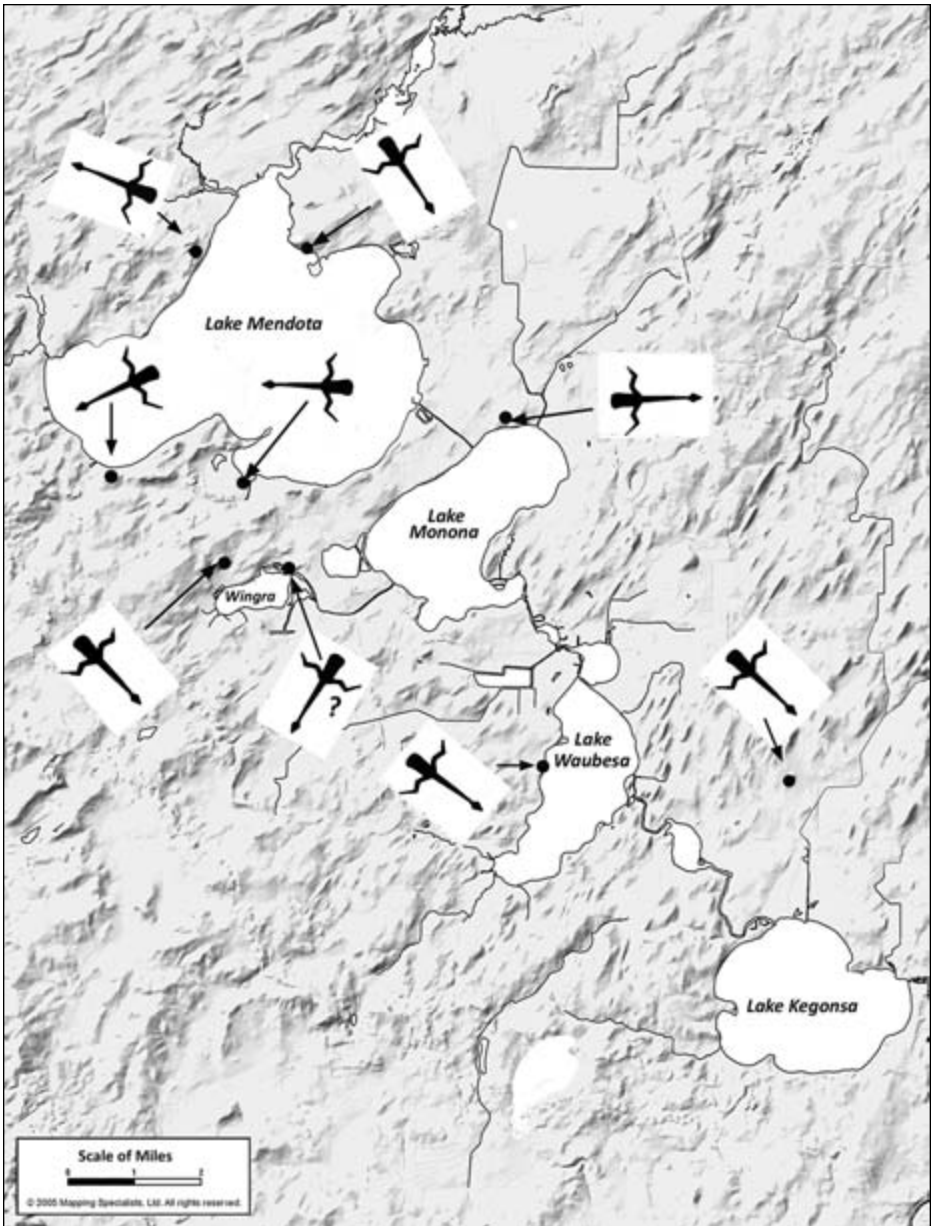 Lake Mendota
Lake
Monona
Wingra
?
Lake
Waubesa
Lake Kegonsa
Scale of Miles
0 1 2
© 2005 Mapping Specialists, Ltd. All rights reserved.